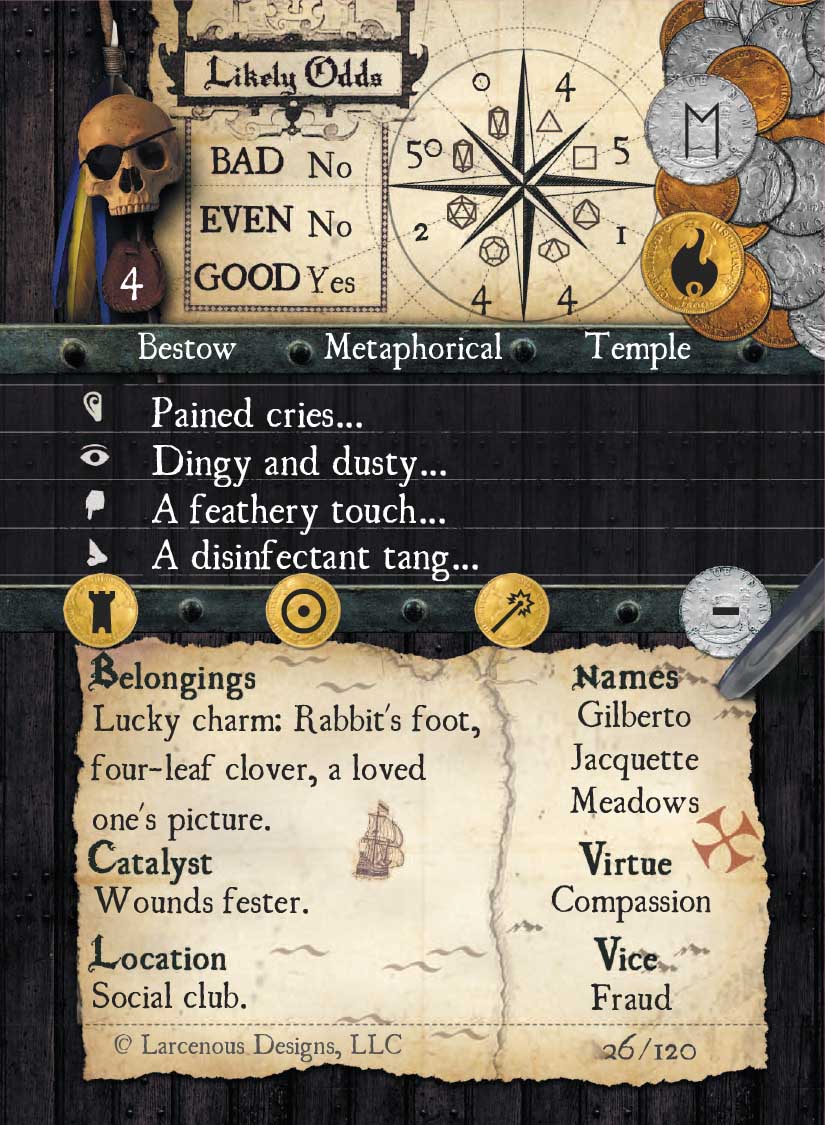 Likely Odds
BAD No
EVEN No
GOOD Yes
4
0
4
50
5
2
1
4
4
Bestow Metaphorical Temple
Pained cries...
Dingy and dusty...
A feathery touch...
A disinfectant tang...
Belongings
Lucky charm: Rabbit's foot,
four-leaf clover, a loved
one's picture.
Catalyst
Wounds fester.
Location
Social club.
Names
Gilberto
Jacquette
Meadows
Virtue
Compassion
Vice
Fraud
© Larcenous Designs, LLC
26/120